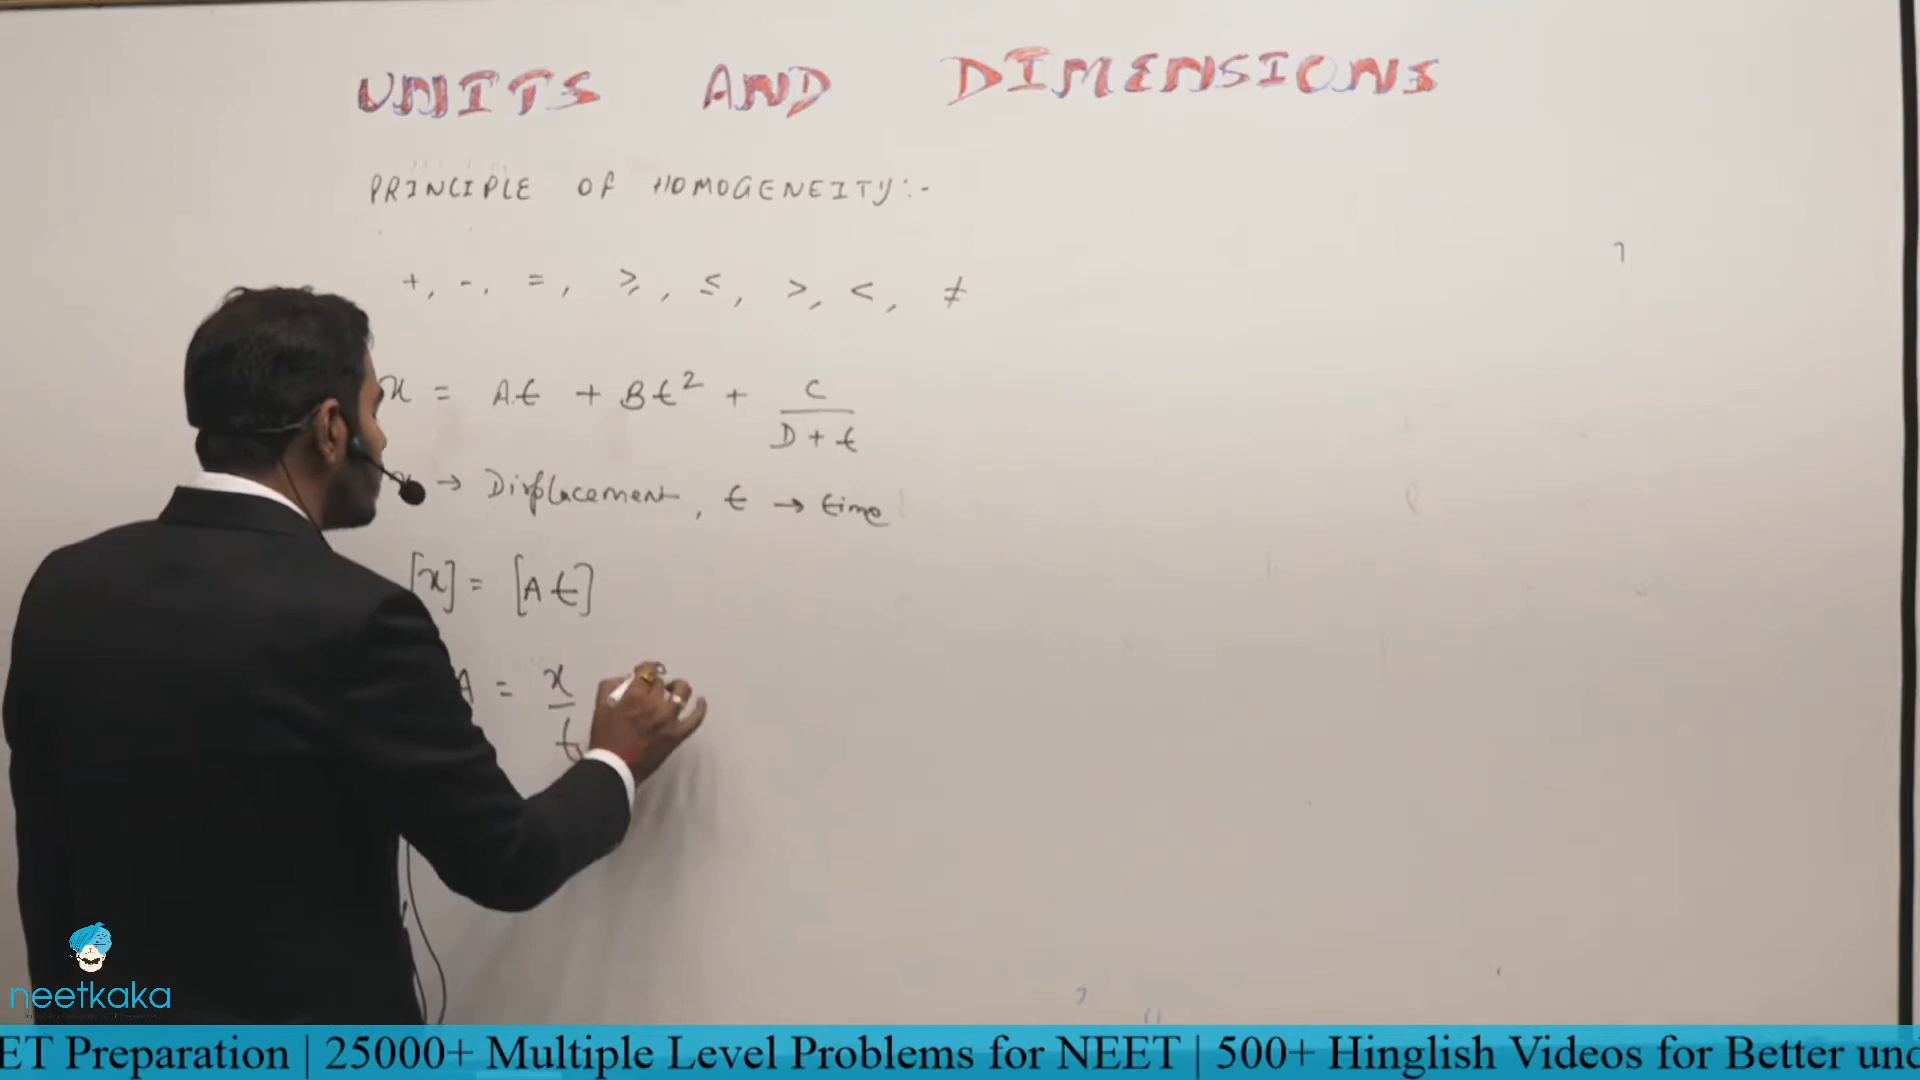 UNITS AND DIMENSIONS
PRINCIPLE OF HOMOGENEITY :-
+, -, =, ≥, ≤, >, <, ≠
x = At + Bt² + C / D + t
→ Displacement, t → time
[x] = [At]
A = x / t
neetkaka
ET Preparation | 25000+ Multiple Level Problems for NEET | 500+ Hinglish Videos for Better und